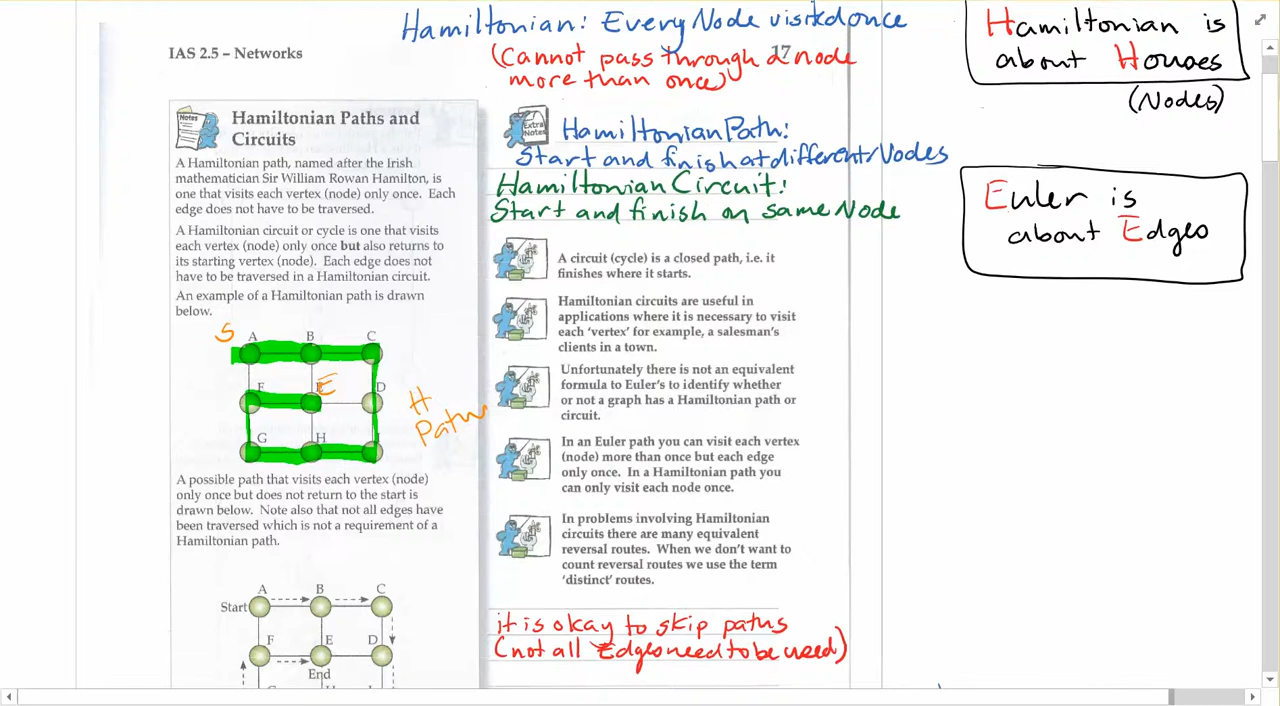 Hamiltonian: Every Node visited once
(Cannot pass through a node
more than once)
IAS 2.5 – Networks
17
Hamiltonian is
about Houses
(Nodes)
Euler is
about Edges
Notes
Hamiltonian Paths and
Circuits
A Hamiltonian path, named after the Irish
mathematician Sir William Rowan Hamilton, is
one that visits each vertex (node) only once. Each
edge does not have to be traversed.
A Hamiltonian circuit or cycle is one that visits
each vertex (node) only once but also returns to
its starting vertex (node). Each edge does not
have to be traversed in a Hamiltonian circuit.
An example of a Hamiltonian path is drawn
below.
S
A B C
F E D
G H
H
Path
A possible path that visits each vertex (node)
only once but does not return to the start is
drawn below. Note also that not all edges have
been traversed which is not a requirement of a
Hamiltonian path.
A B C
Start
F E D
End
Extra
Notes
Hamiltonian Path:
Start and finish at different Nodes
Hamiltonian Circuit:
Start and finish on same Node
A circuit (cycle) is a closed path, i.e. it
finishes where it starts.
Hamiltonian circuits are useful in
applications where it is necessary to visit
each 'vertex' for example, a salesman's
clients in a town.
Unfortunately there is not an equivalent
formula to Euler's to identify whether
or not a graph has a Hamiltonian path or
circuit.
In an Euler path you can visit each vertex
(node) more than once but each edge
only once. In a Hamiltonian path you
can only visit each node once.
In problems involving Hamiltonian
circuits there are many equivalent
reversal routes. When we don't want to
count reversal routes we use the term
'distinct' routes.
it is okay to skip paths
(not all Edges need to be used)